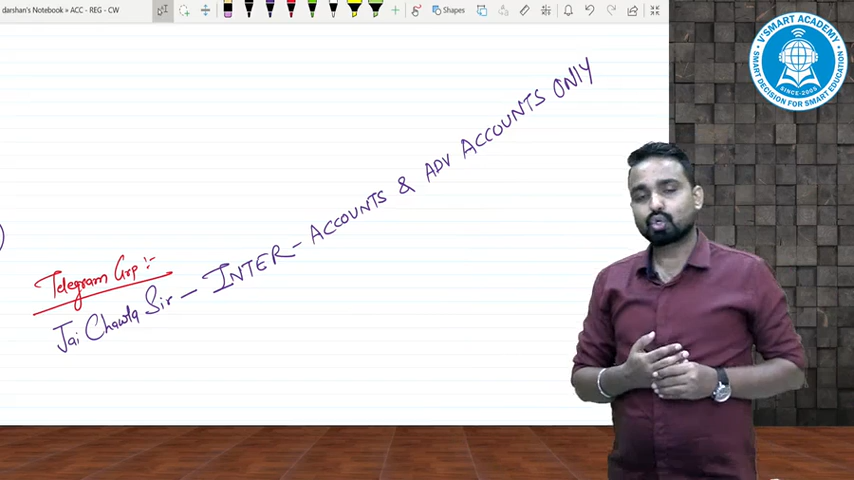 darshan's Notebook » ACC - REG - CW
Shapes
V'SMART ACADEMY
SMART DECISION FOR SMART EDUCATION
SINCE-2009
Telegram Grp :-
Jai Chawla Sir – INTER – ACCOUNTS & ADV ACCOUNTS ONLY